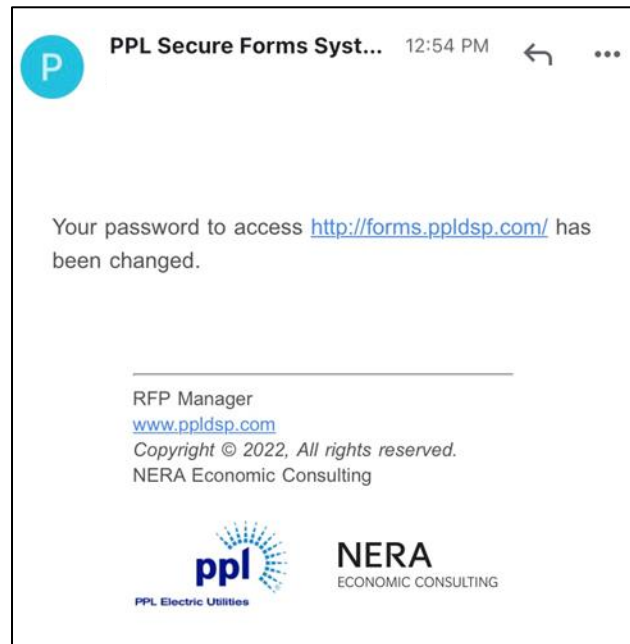 P
PPL Secure Forms Syst... 12:54 PM
Your password to access http://forms.ppldsp.com/ has
been changed.
RFP Manager
www.ppldsp.com
Copyright © 2022, All rights reserved.
NERA Economic Consulting
ppl
PPL Electric Utilities
NERA
ECONOMIC CONSULTING